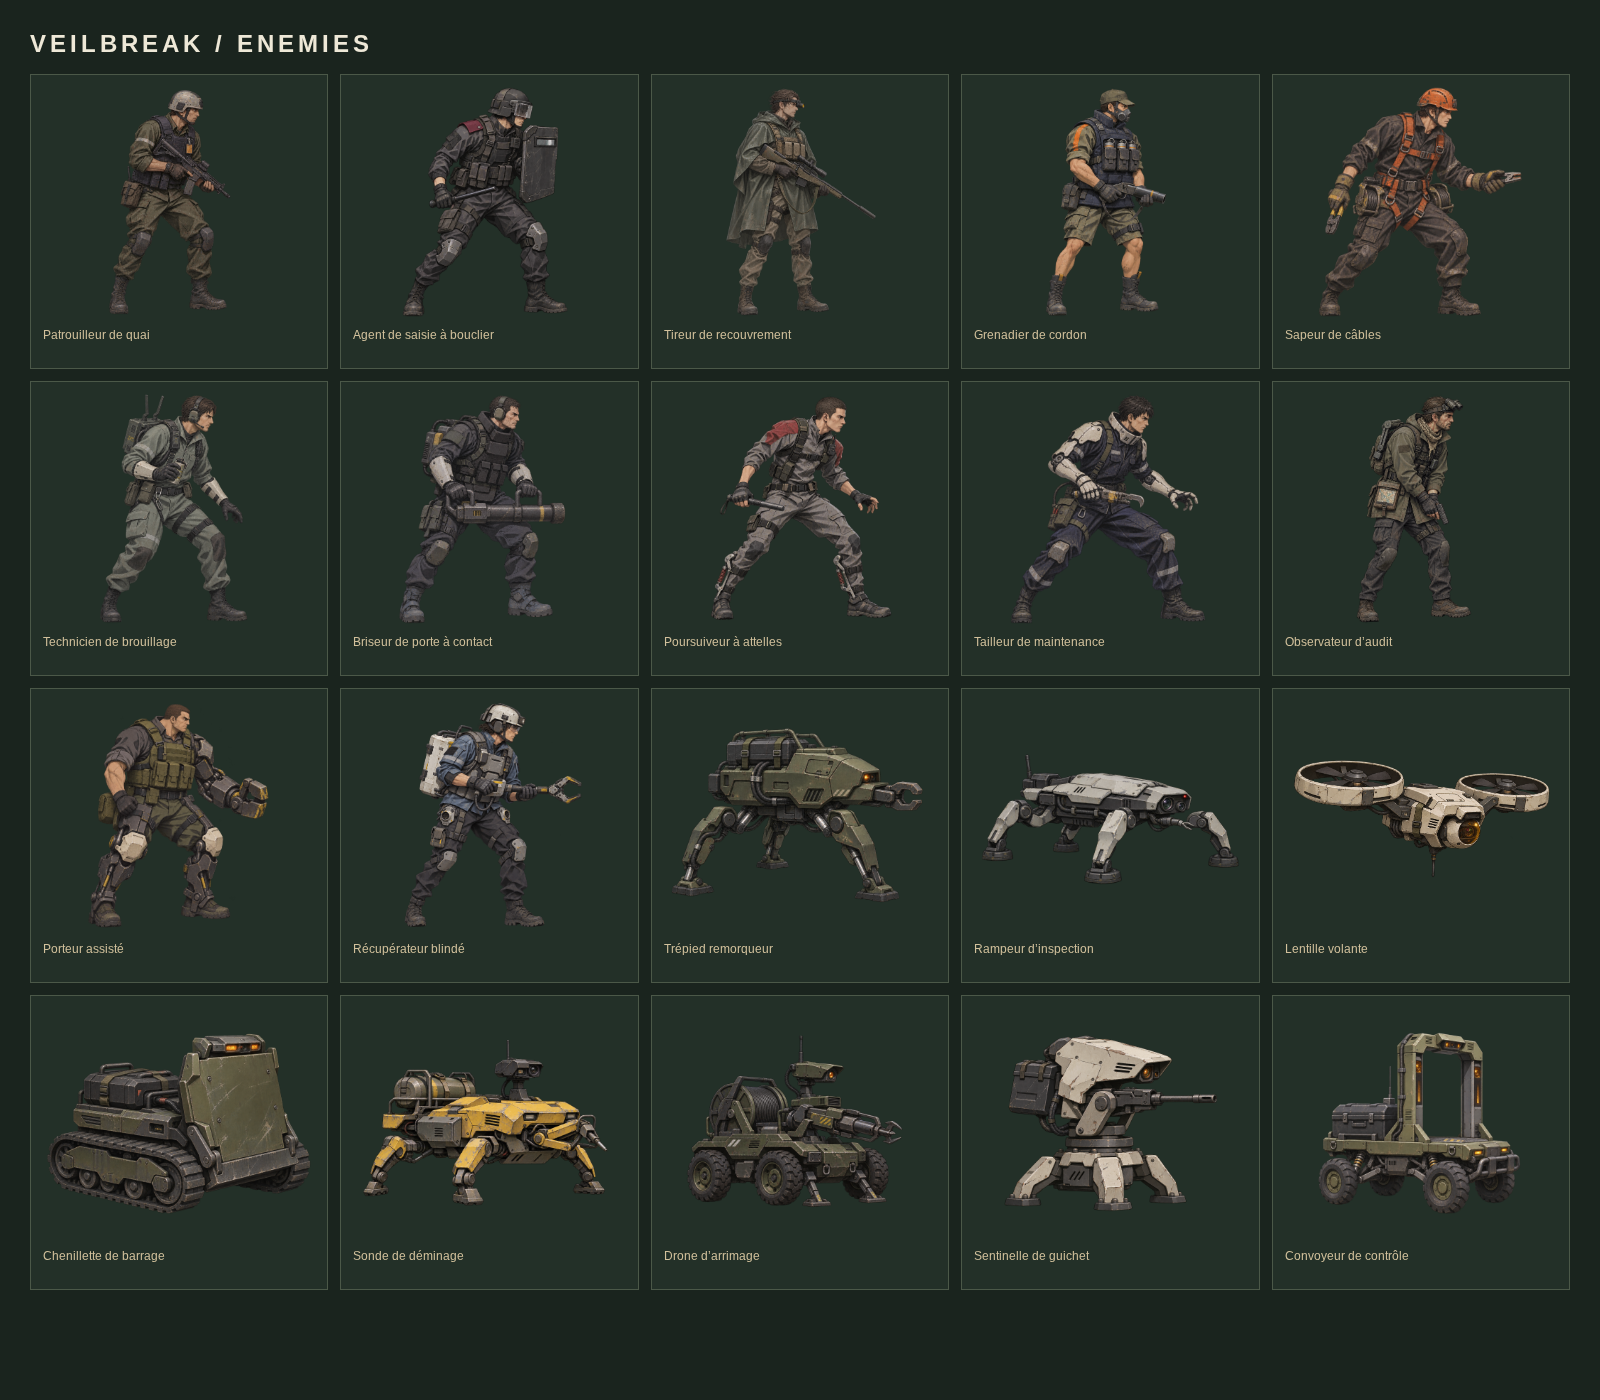 VEILBREAK / ENEMIES
Patrouilleur de quai
Agent de saisie à bouclier
Tireur de recouvrement
Grenadier de cordon
Sapeur de câbles
Technicien de brouillage
Briseur de porte à contact
Poursuiveur à attelles
Tailleur de maintenance
Observateur d’audit
Porteur assisté
Récupérateur blindé
Trépied remorqueur
Rampeur d’inspection
Lentille volante
Chenillette de barrage
Sonde de déminage
Drone d’arrimage
Sentinelle de guichet
Convoyeur de contrôle